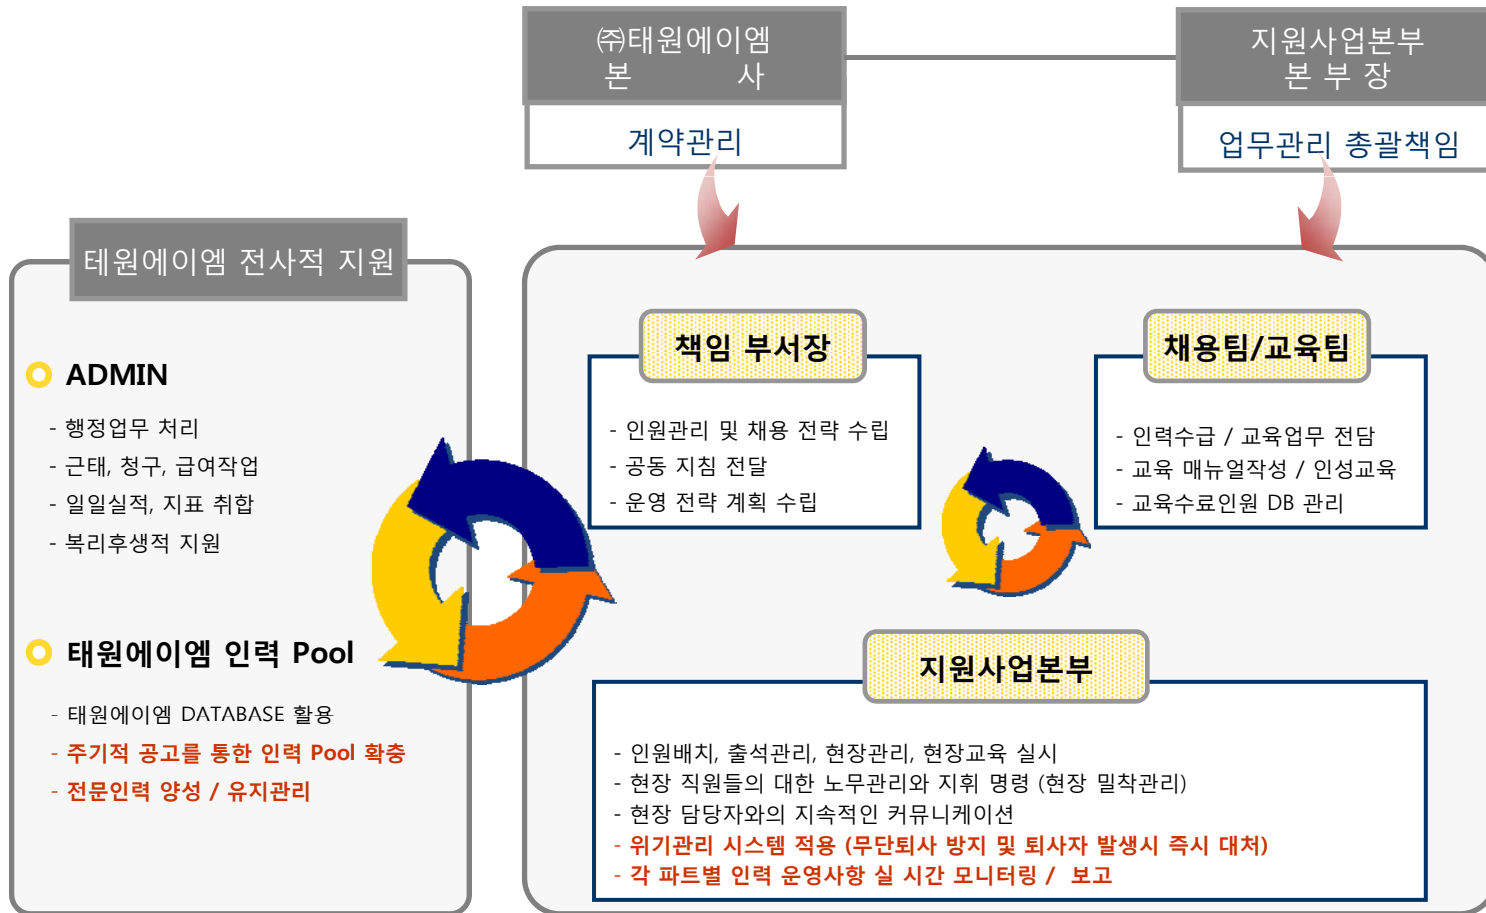 ㈜태원에이엠
본 사
계약관리
지원사업본부
본 부 장
업무관리 총괄책임
테원에이엠 전사적 지원
ADMIN
- 행정업무 처리
- 근태, 청구, 급여작업
- 일일실적, 지표 취합
- 복리후생적 지원
태원에이엠 인력 Pool
- 태원에이엠 DATABASE 활용
- 주기적 공고를 통한 인력 Pool 확충
- 전문인력 양성 / 유지관리
책임 부서장
- 인원관리 및 채용 전략 수립
- 공동 지침 전달
- 운영 전략 계획 수립
채용팀/교육팀
- 인력수급 / 교육업무 전담
- 교육 매뉴얼작성 / 인성교육
- 교육수료인원 DB 관리
지원사업본부
- 인원배치, 출석관리, 현장관리, 현장교육 실시
- 현장 직원들의 대한 노무관리와 지휘 명령 (현장 밀착관리)
- 현장 담당자와의 지속적인 커뮤니케이션
- 위기관리 시스템 적용 (무단퇴사 방지 및 퇴사자 발생시 즉시 대처)
- 각 파트별 인력 운영사항 실 시간 모니터링 / 보고